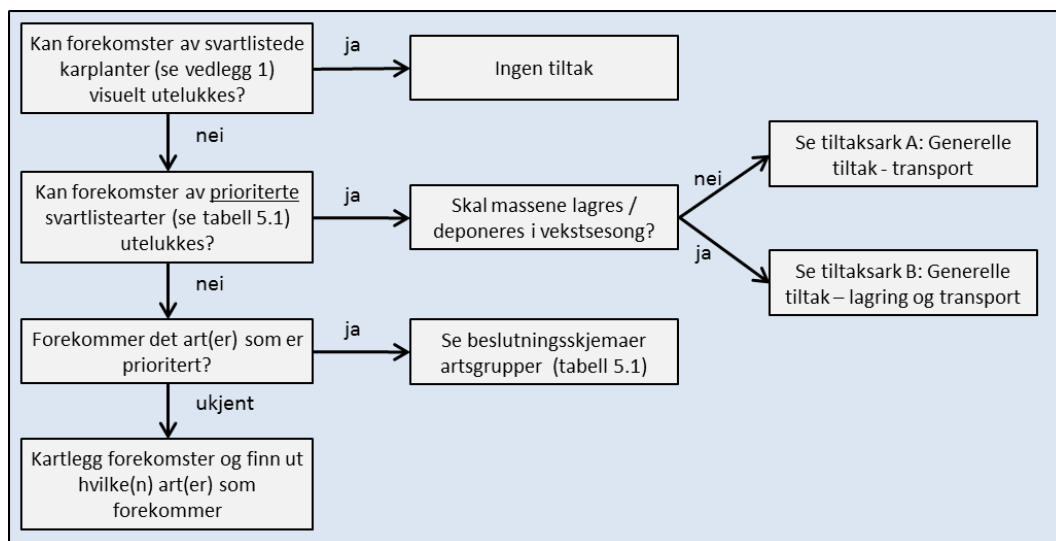 Kan forekomster av svartlistede
karplanter (se vedlegg 1)
visuelt utelukkes?
ja
Ingen tiltak
nei
Kan forekomster av prioriterte
svartlistearter (se tabell 5.1)
utelukkes?
ja
Skal massene lagres /
deponeres i vekstsesong?
nei
Se tiltaksark A: Generelle
tiltak - transport
ja
Se tiltaksark B: Generelle
tiltak – lagring og transport
nei
Forekommer det art(er) som er
prioritert?
ja
Se beslutningsskjemaer
artsgrupper (tabell 5.1)
ukjent
Kartlegg forekomster og finn ut
hvilke(n) art(er) som
forekommer